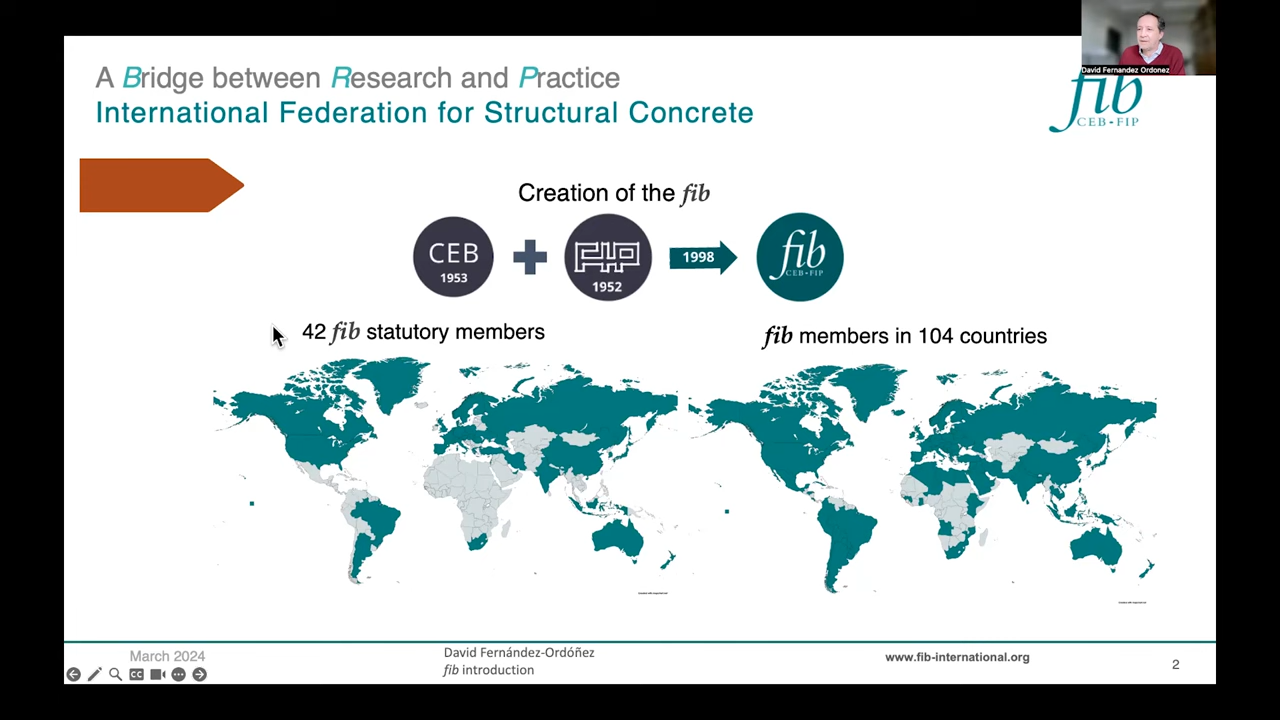 David Fernandez Ordonez
A Bridge between Research and Practice
International Federation for Structural Concrete
fib
CEB•FIP
Creation of the fib
CEB
1953
FIP
1952
1998
fib
CEB•FIP
42 fib statutory members
fib members in 104 countries
March 2024
David Fernández-Ordóñez
fib introduction
www.fib-international.org
2
CC